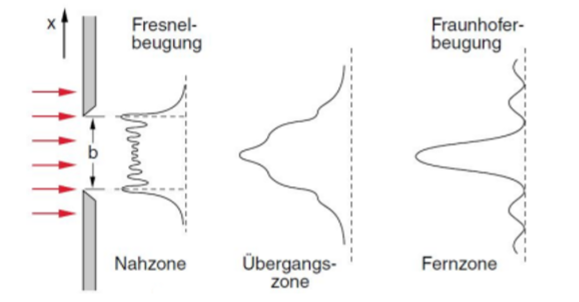 x
Fresnel-
beugung
Fraunhofer-
beugung
b
Nahzone
Übergangs-
zone
Fernzone